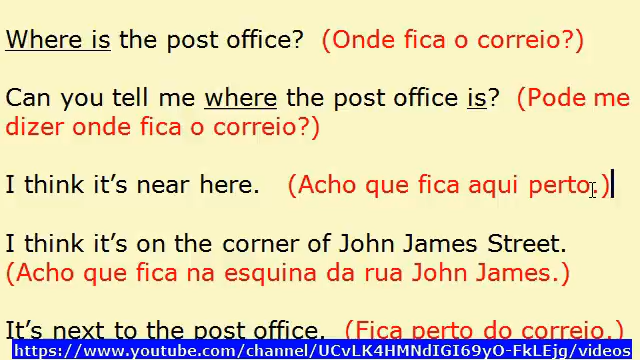 Where is the post office?  (Onde fica o correio?)
Can you tell me where the post office is?  (Pode me
dizer onde fica o correio?)
I think it's near here.   (Acho que fica aqui perto.)
I think it's on the corner of John James Street.
(Acho que fica na esquina da rua John James.)
It's next to the post office.  (Fica perto do correio.)
https://www.youtube.com/channel/UCvLK4HMNdIGI69yO-FkLEjg/videos